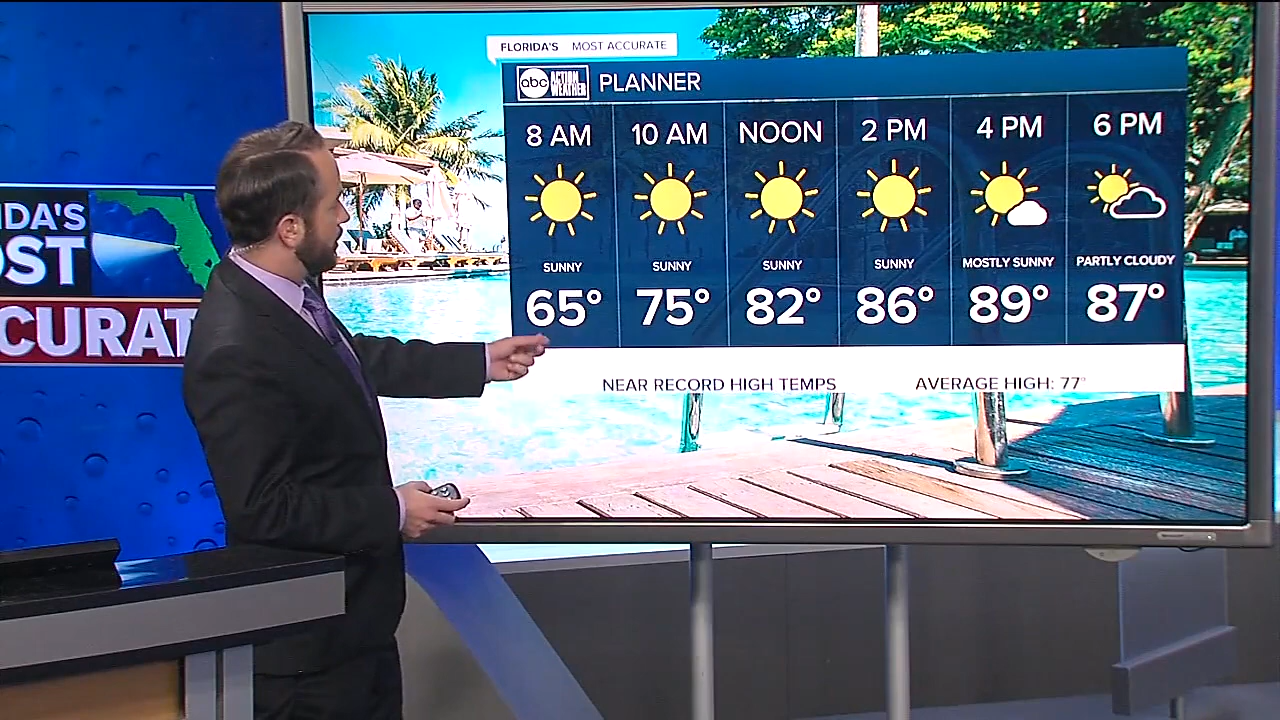 FLORIDA'S MOST ACCURATE
abc ACTION WEATHER PLANNER
8 AM 10 AM NOON 2 PM 4 PM 6 PM
SUNNY SUNNY SUNNY SUNNY MOSTLY SUNNY PARTLY CLOUDY
65° 75° 82° 86° 89° 87°
NEAR RECORD HIGH TEMPS AVERAGE HIGH: 77°
IDA'S
OST
CURAT